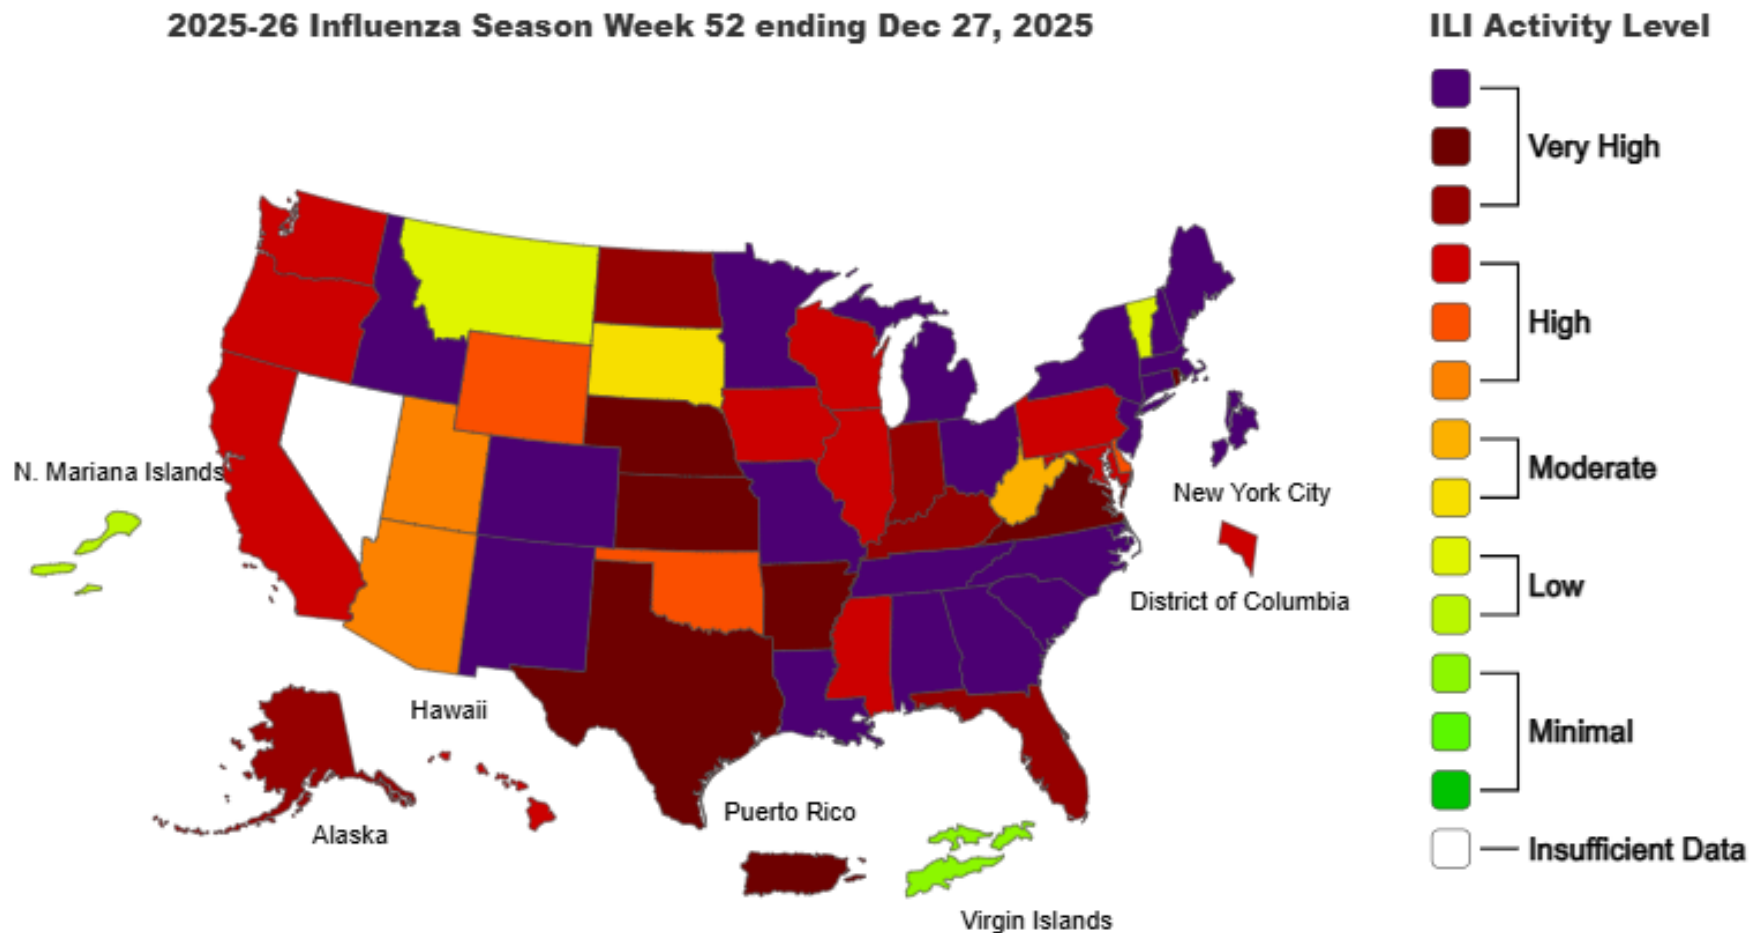 2025-26 Influenza Season Week 52 ending Dec 27, 2025
ILI Activity Level
Very High
High
Moderate
Low
Minimal
Insufficient Data
N. Mariana Islands
New York City
District of Columbia
Hawaii
Alaska
Puerto Rico
Virgin Islands